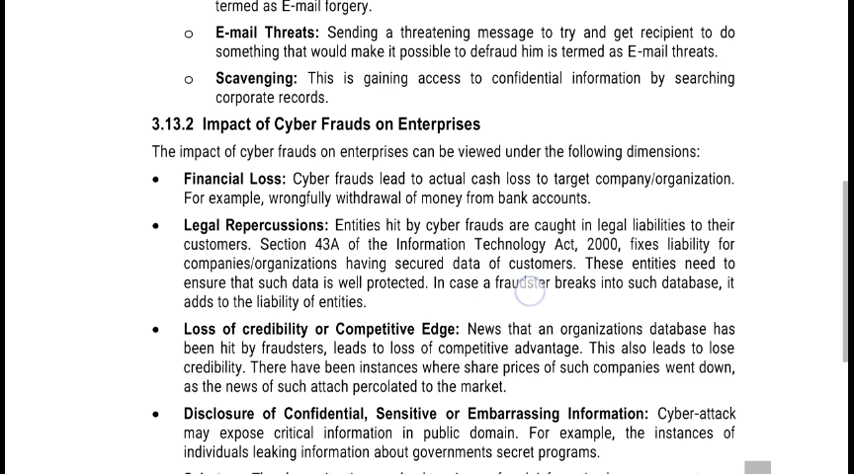 termed as E-mail forgery.
o E-mail Threats: Sending a threatening message to try and get recipient to do
something that would make it possible to defraud him is termed as E-mail threats.
o Scavenging: This is gaining access to confidential information by searching
corporate records.
3.13.2 Impact of Cyber Frauds on Enterprises
The impact of cyber frauds on enterprises can be viewed under the following dimensions:
• Financial Loss: Cyber frauds lead to actual cash loss to target company/organization.
For example, wrongfully withdrawal of money from bank accounts.
• Legal Repercussions: Entities hit by cyber frauds are caught in legal liabilities to their
customers. Section 43A of the Information Technology Act, 2000, fixes liability for
companies/organizations having secured data of customers. These entities need to
ensure that such data is well protected. In case a fraudster breaks into such database, it
adds to the liability of entities.
• Loss of credibility or Competitive Edge: News that an organizations database has
been hit by fraudsters, leads to loss of competitive advantage. This also leads to lose
credibility. There have been instances where share prices of such companies went down,
as the news of such attach percolated to the market.
• Disclosure of Confidential, Sensitive or Embarrassing Information: Cyber-attack
may expose critical information in public domain. For example, the instances of
individuals leaking information about governments secret programs.